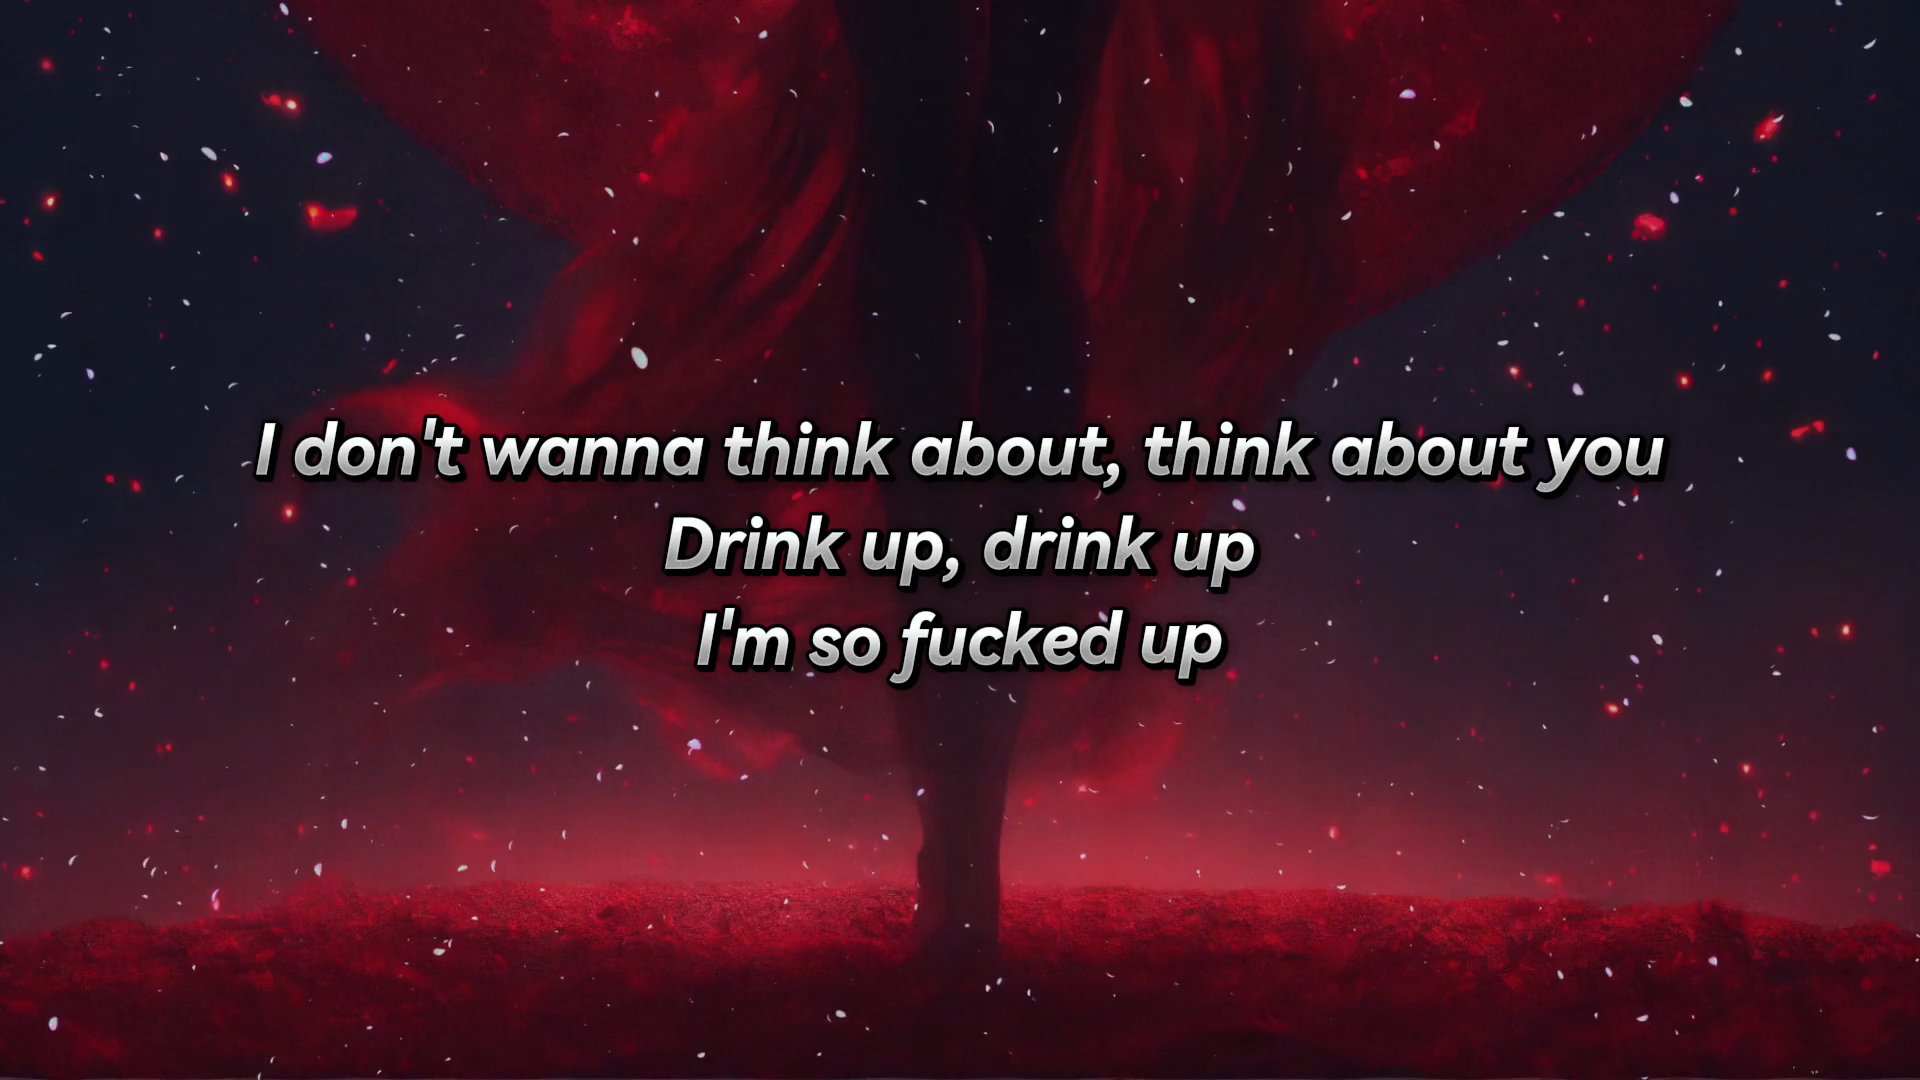 I don't wanna think about, think about you
Drink up, drink up
I'm so fucked up